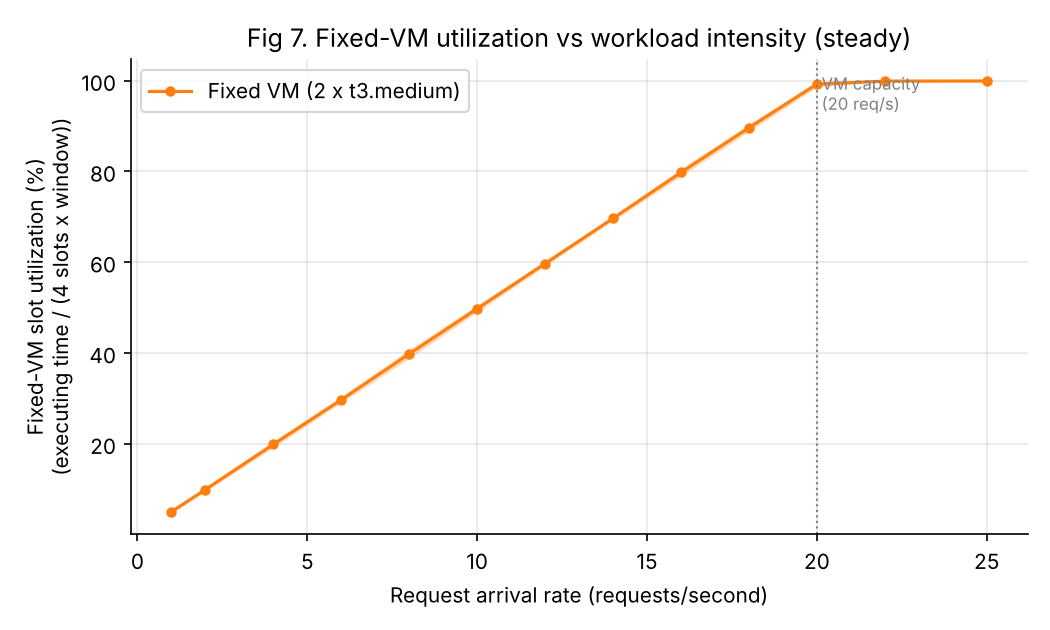 Fig 7. Fixed-VM utilization vs workload intensity (steady)
Fixed VM (2 x t3.medium)
VM capacity
(20 req/s)
Fixed-VM slot utilization (%)
(executing time / (4 slots x window))
100
80
60
40
20
0 5 10 15 20 25
Request arrival rate (requests/second)